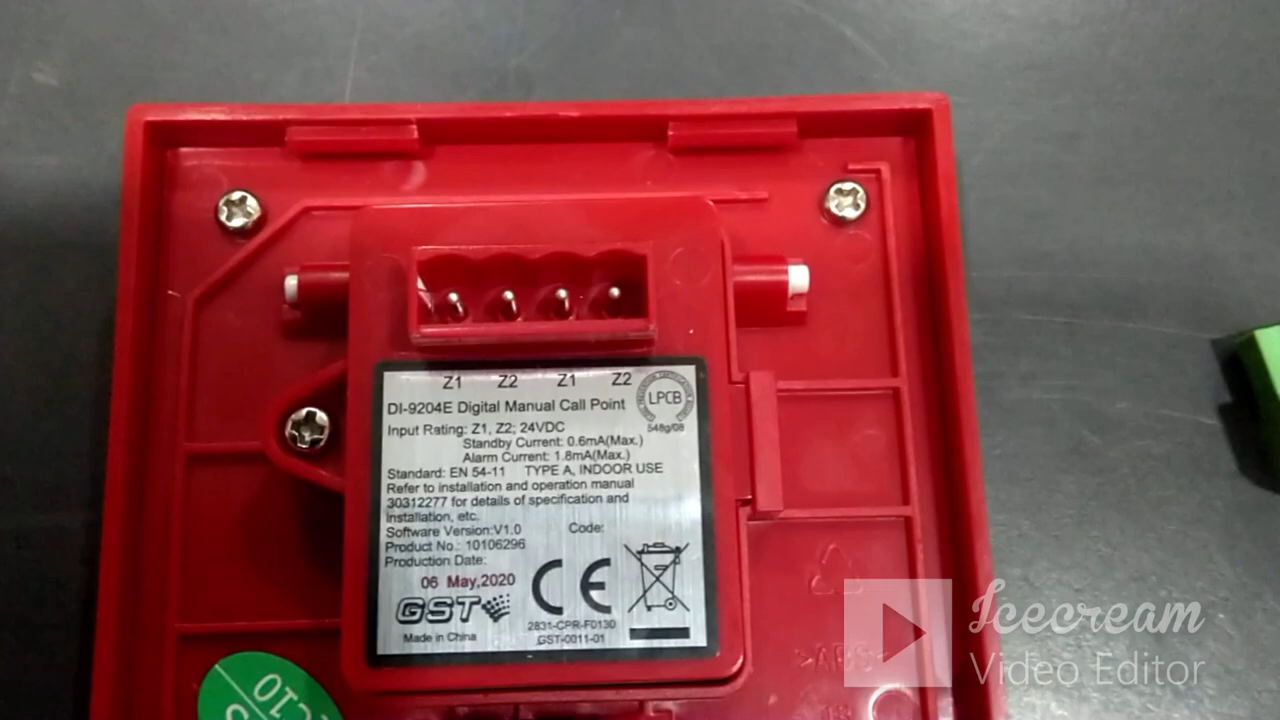 Z1 Z2 Z1 Z2
DI-9204E Digital Manual Call Point
LPCB
548g/08
Input Rating: Z1, Z2; 24VDC
Standby Current: 0.6mA(Max.)
Alarm Current: 1.8mA(Max.)
Standard: EN 54-11 TYPE A, INDOOR USE
Refer to installation and operation manual
30312277 for details of specification and
installation, etc.
Software Version:V1.0 Code:
Product No.: 10106296
Production Date:
06 May,2020
GST
CE
Made in China
2831-CPR-F0130
GST-0011-01
>ABS<
Icecream
Video Editor